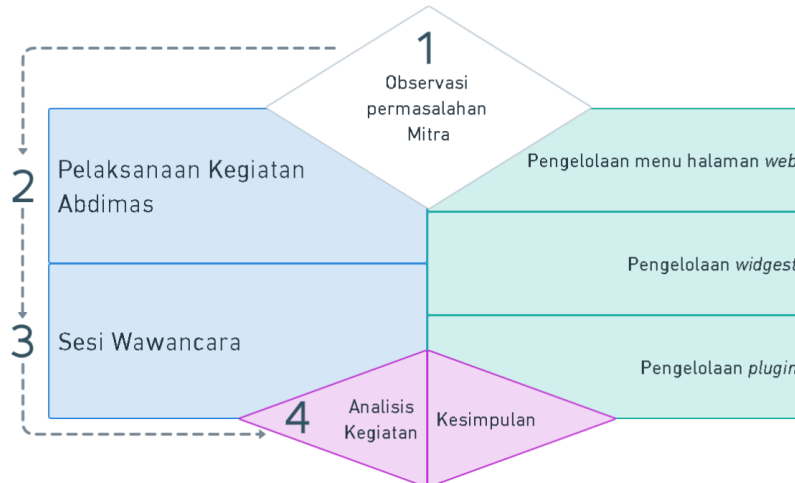 1
Observasi
permasalahan
Mitra
2
Pelaksanaan Kegiatan
Abdimas
Pengelolaan menu halaman web
Pengelolaan widgest
3
Sesi Wawancara
Pengelolaan plugin
4
Analisis
Kegiatan
Kesimpulan